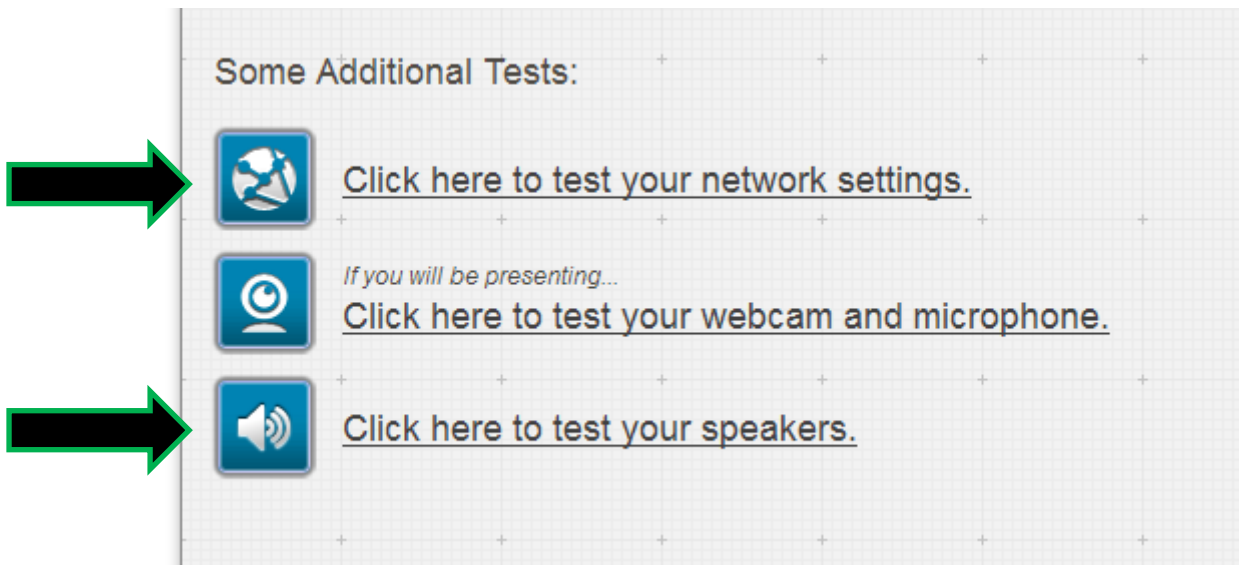 Some Additional Tests:
Click here to test your network settings.
If you will be presenting...
Click here to test your webcam and microphone.
Click here to test your speakers.